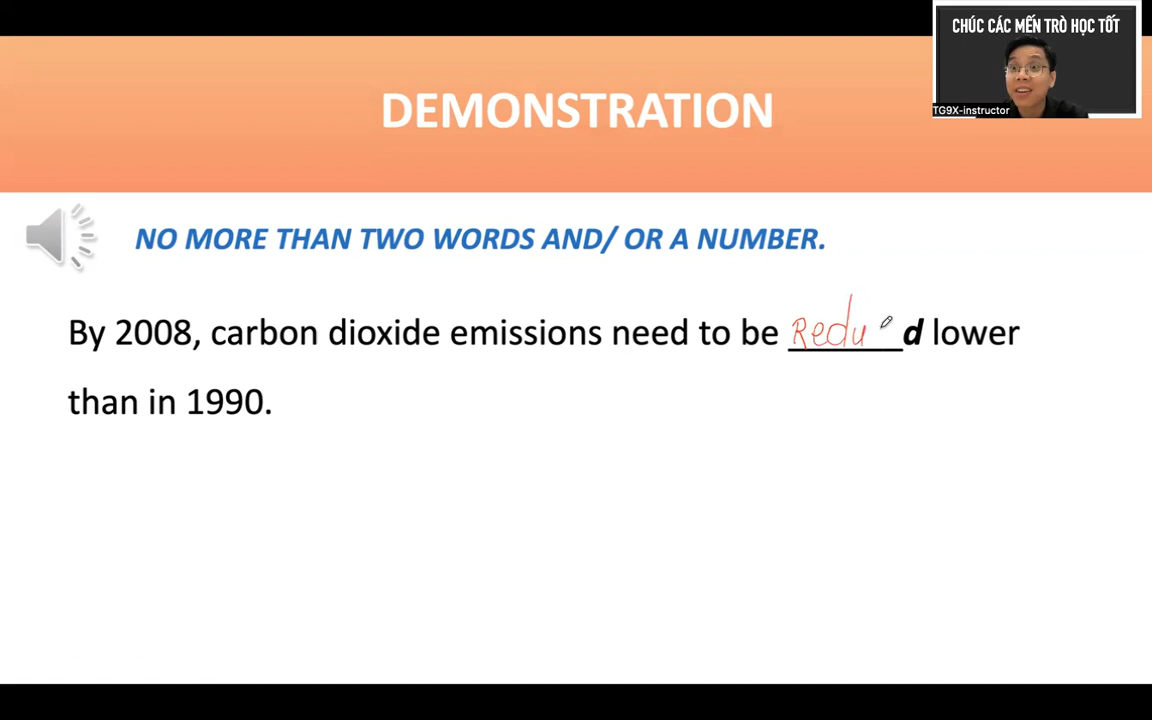 CHÚC CÁC MẾN TRÒ HỌC TỐT
TG9X-instructor
DEMONSTRATION
NO MORE THAN TWO WORDS AND/ OR A NUMBER.
By 2008, carbon dioxide emissions need to be Redu____d lower
than in 1990.